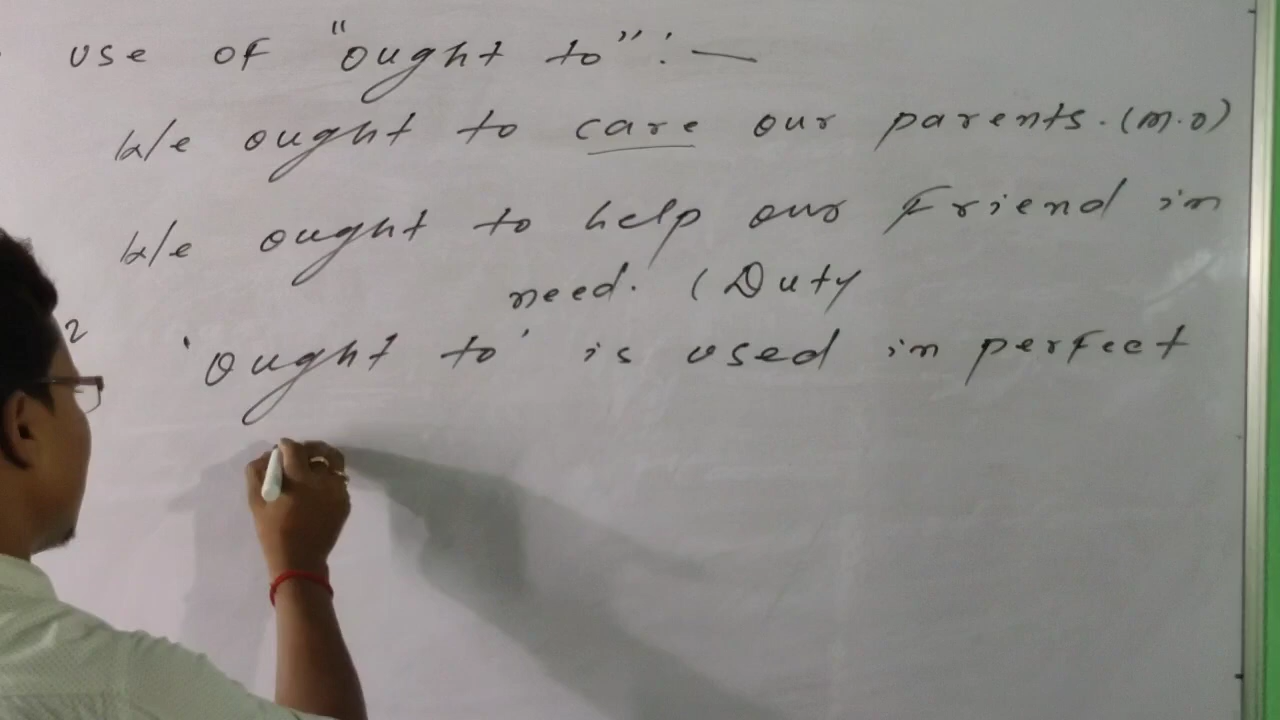 use of "ought to" :—
We ought to care our parents. (m.o)
We ought to help our friend in
need. (Duty
2 'ought to' is used in perfect